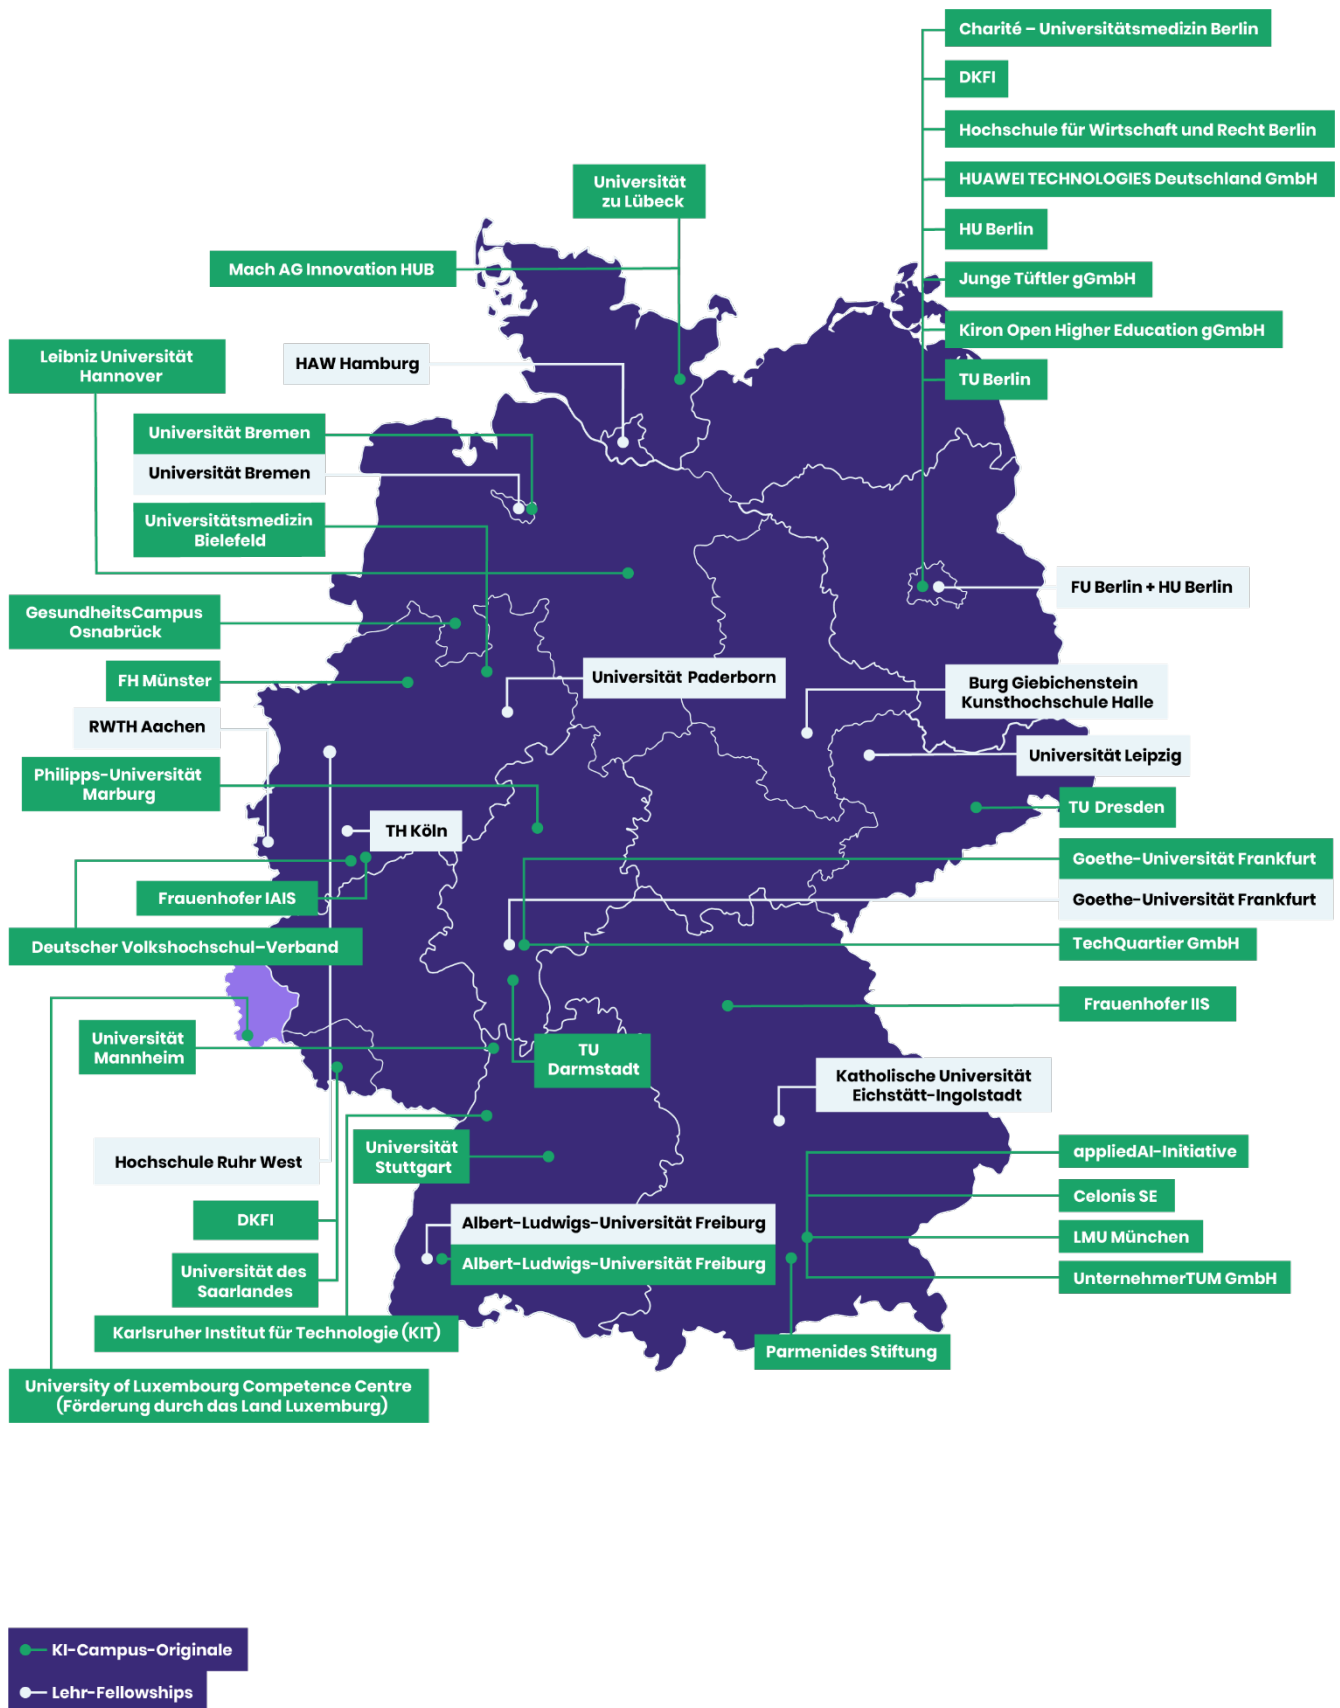 Charité – Universitätsmedizin Berlin
DKFI
Hochschule für Wirtschaft und Recht Berlin
HUAWEI TECHNOLOGIES Deutschland GmbH
HU Berlin
Junge Tüftler gGmbH
Kiron Open Higher Education gGmbH
TU Berlin
Universität
zu Lübeck
Mach AG Innovation HUB
Leibniz Universität
Hannover
HAW Hamburg
Universität Bremen
Universität Bremen
Universitätsmedizin
Bielefeld
GesundheitsCampus
Osnabrück
FH Münster
RWTH Aachen
Philipps-Universität
Marburg
TH Köln
Frauenhofer IAIS
Deutscher Volkshochschul-Verband
Universität Paderborn
FU Berlin + HU Berlin
Burg Giebichenstein
Kunsthochschule Halle
Universität Leipzig
TU Dresden
Goethe-Universität Frankfurt
Goethe-Universität Frankfurt
TechQuartier GmbH
Frauenhofer IIS
Universität
Mannheim
TU
Darmstadt
Katholische Universität
Eichstätt-Ingolstadt
Hochschule Ruhr West
Universität
Stuttgart
appliedAI-Initiative
Celonis SE
LMU München
UnternehmerTUM GmbH
DKFI
Universität des
Saarlandes
Albert-Ludwigs-Universität Freiburg
Albert-Ludwigs-Universität Freiburg
Karlsruher Institut für Technologie (KIT)
Parmenides Stiftung
University of Luxembourg Competence Centre
(Förderung durch das Land Luxemburg)
KI-Campus-Originale
Lehr-Fellowships